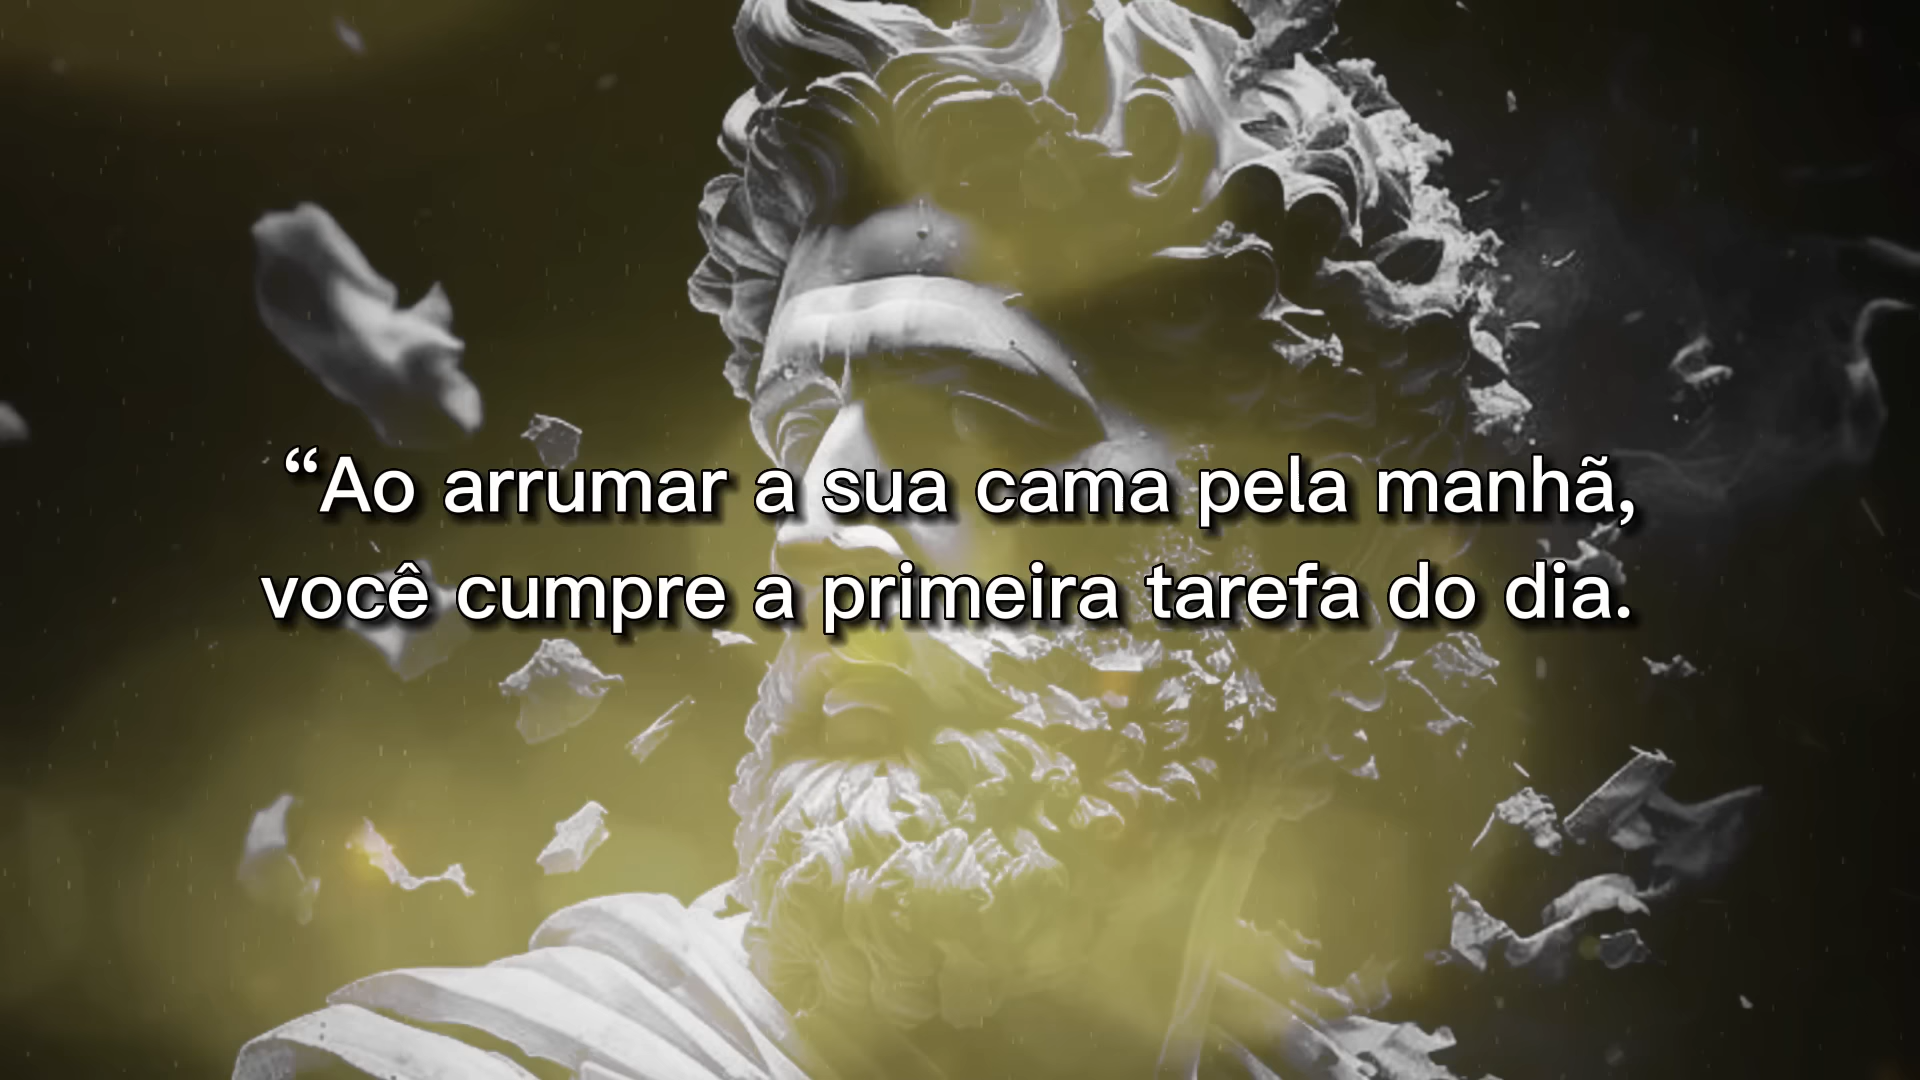 “Ao arrumar a sua cama pela manhã,
você cumpre a primeira tarefa do dia.